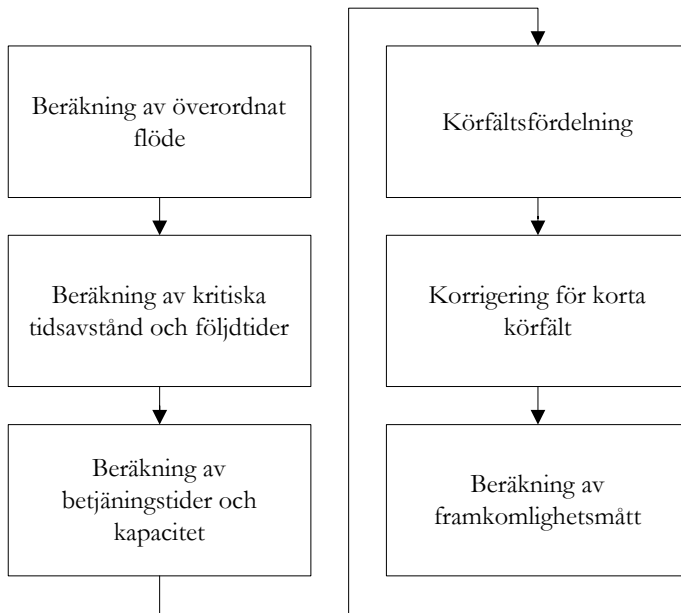 Beräkning av överordnat
flöde
Beräkning av kritiska
tidsavstånd och följdtider
Beräkning av
betjäningstider och
kapacitet
Körfältsfördelning
Korrigering för korta
körfält
Beräkning av
framkomlighetsmått